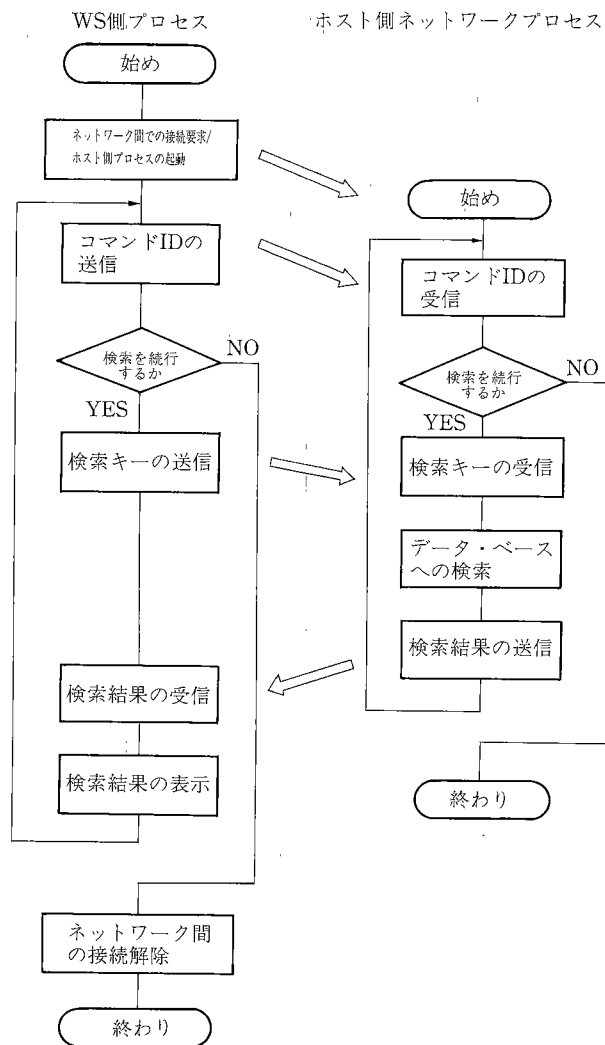 WS側プロセス
始め
ネットワーク間での接続要求/
ホスト側プロセスの起動
コマンドIDの
送信
検索を続行
するか
NO
YES
検索キーの送信
検索結果の受信
検索結果の表示
ネットワーク間
の接続解除
終わり
ホスト側ネットワークプロセス
始め
コマンドIDの
受信
検索を続行
するか
NO
YES
検索キーの受信
データ・ベース
への検索
検索結果の送信
終わり